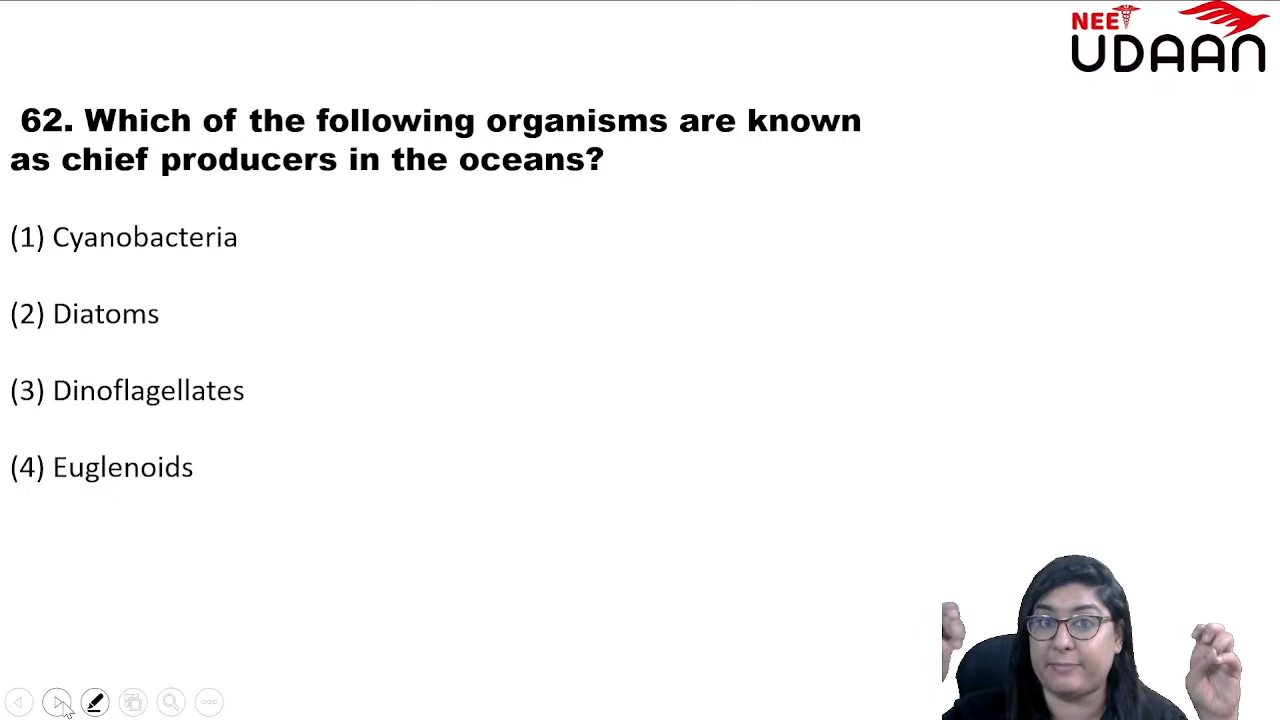 NEET
UDAAN
62. Which of the following organisms are known
as chief producers in the oceans?
(1) Cyanobacteria
(2) Diatoms
(3) Dinoflagellates
(4) Euglenoids